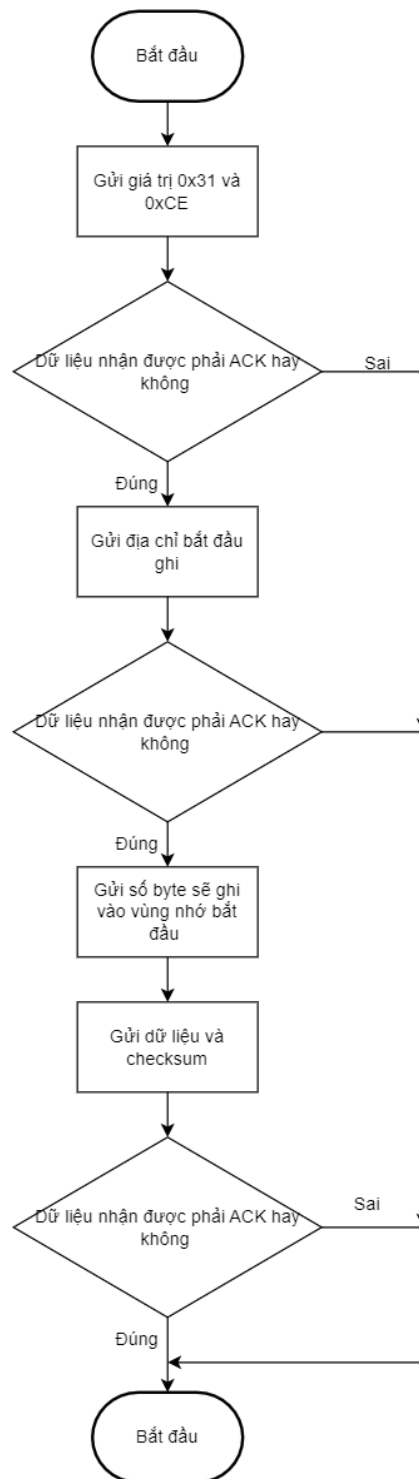 Bắt đầu
Gửi giá trị 0x31 và
0xCE
Dữ liệu nhận được phải ACK hay
không
Sai
Đúng
Gửi địa chỉ bắt đầu
ghi
Dữ liệu nhận được phải ACK hay
không
Đúng
Gửi số byte sẽ ghi
vào vùng nhớ bắt
đầu
Gửi dữ liệu và
checksum
Dữ liệu nhận được phải ACK hay
không
Sai
Đúng
Bắt đầu